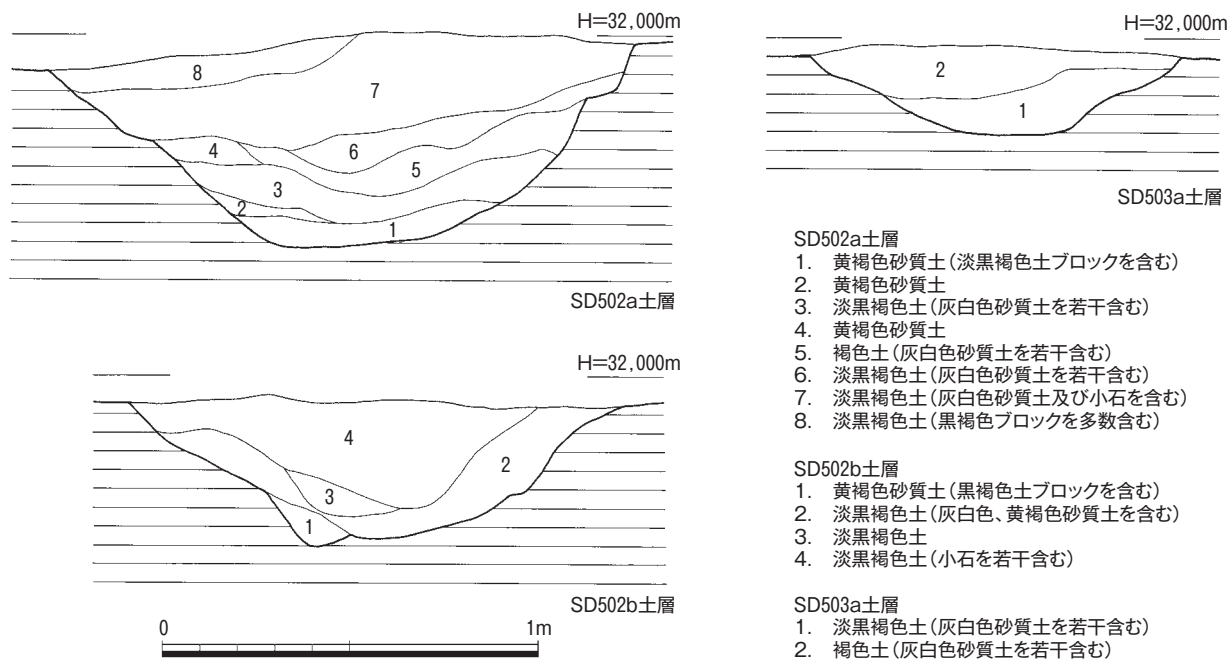 H=32,000m
8
7
6
4
5
3
2
1
SD502a土層
H=32,000m
4
2
3
1
SD502b土層
0
1m
H=32,000m
2
1
SD503a土層
SD502a土層
1. 黄褐色砂質土(淡黒褐色土ブロックを含む)
2. 黄褐色砂質土
3. 淡黒褐色土(灰白色砂質土を若干含む)
4. 黄褐色砂質土
5. 褐色土(灰白色砂質土を若干含む)
6. 淡黒褐色土(灰白色砂質土を若干含む)
7. 淡黒褐色土(灰白色砂質土及び小石を含む)
8. 淡黒褐色土(黒褐色ブロックを多数含む)
SD502b土層
1. 黄褐色砂質土(黒褐色土ブロックを含む)
2. 淡黒褐色土(灰白色、黄褐色砂質土を含む)
3. 淡黒褐色土
4. 淡黒褐色土(小石を若干含む)
SD503a土層
1. 淡黒褐色土(灰白色砂質土を若干含む)
2. 褐色土(灰白色砂質土を若干含む)